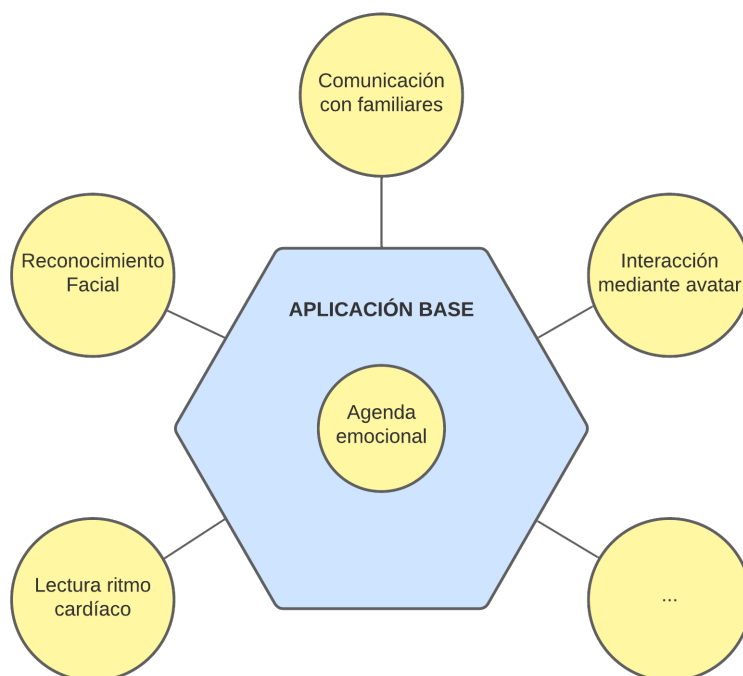 Comunicación
con familiares
Reconocimiento
Facial
Interacción
mediante avatar
APLICACIÓN BASE
Agenda
emocional
Lectura ritmo
cardíaco
...